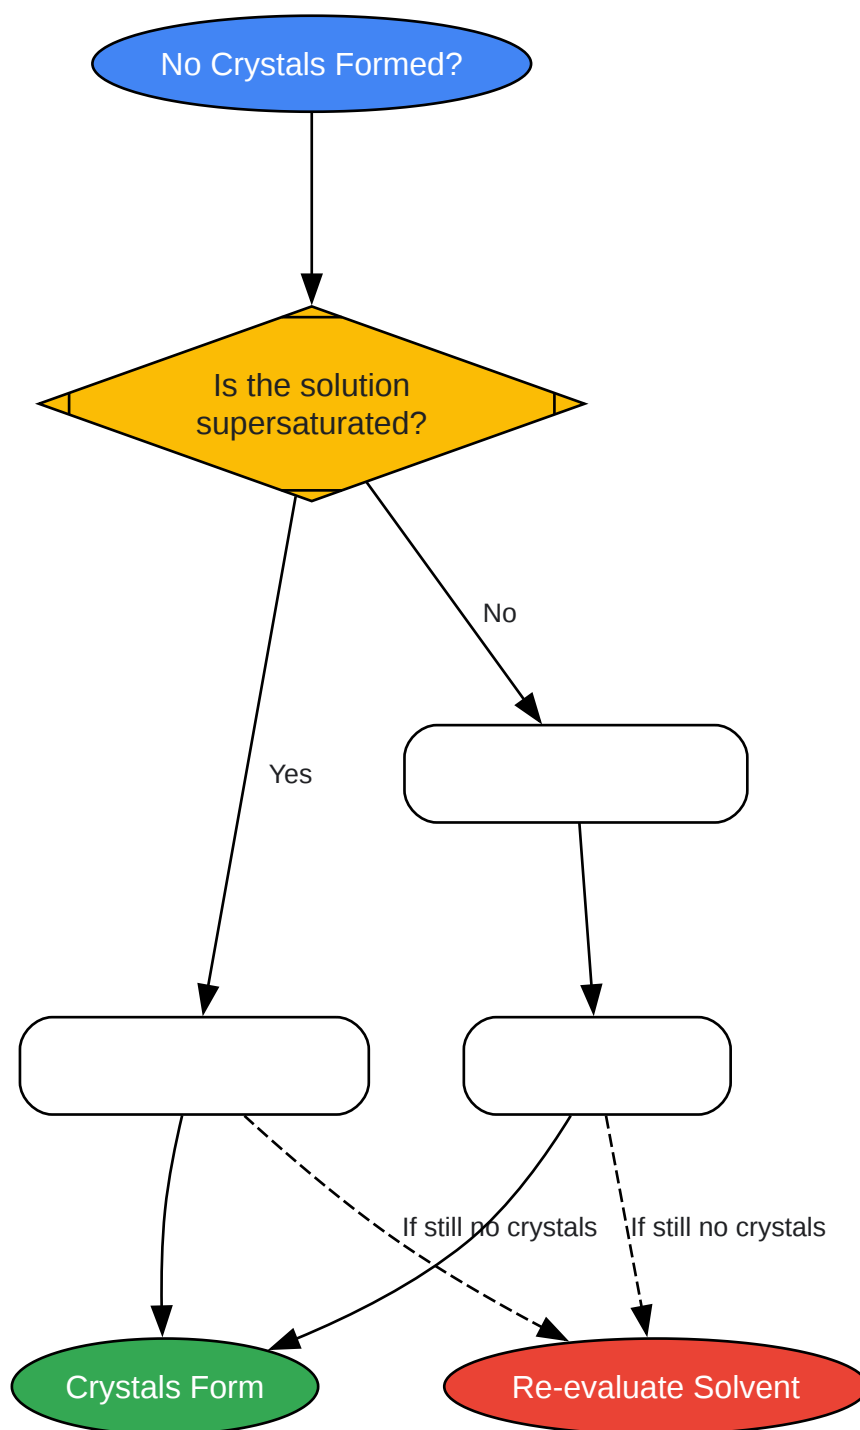 No Crystals Formed?
Is the solution
supersaturated?
No
Yes
If still no crystals
If still no crystals
Crystals Form
Re-evaluate Solvent